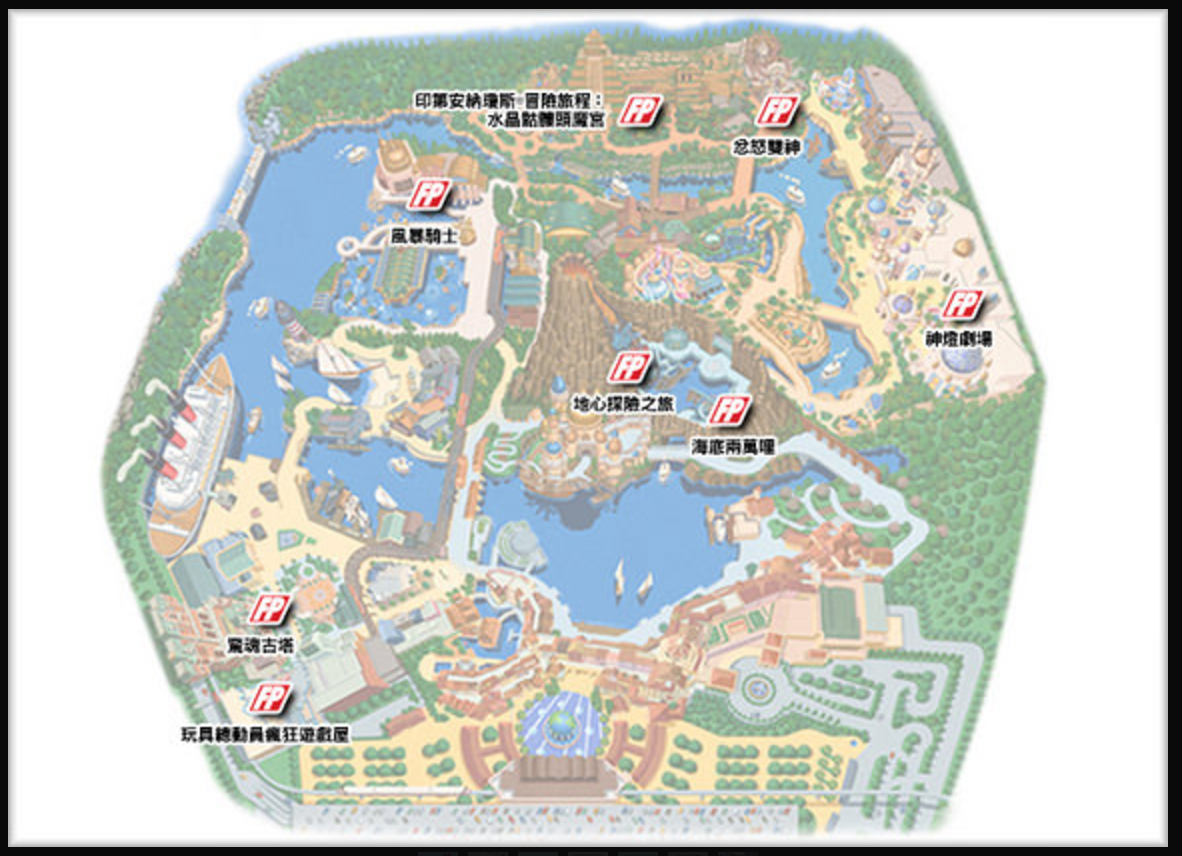 印第安納瓊斯®冒險旅程：
水晶骷髏頭魔宮
FP
FP
忿怒雙神
FP
風暴騎士
FP
神燈劇場
FP
地心探險之旅
FP
海底兩萬哩
FP
驚魂古塔
FP
玩具總動員瘋狂遊戲屋